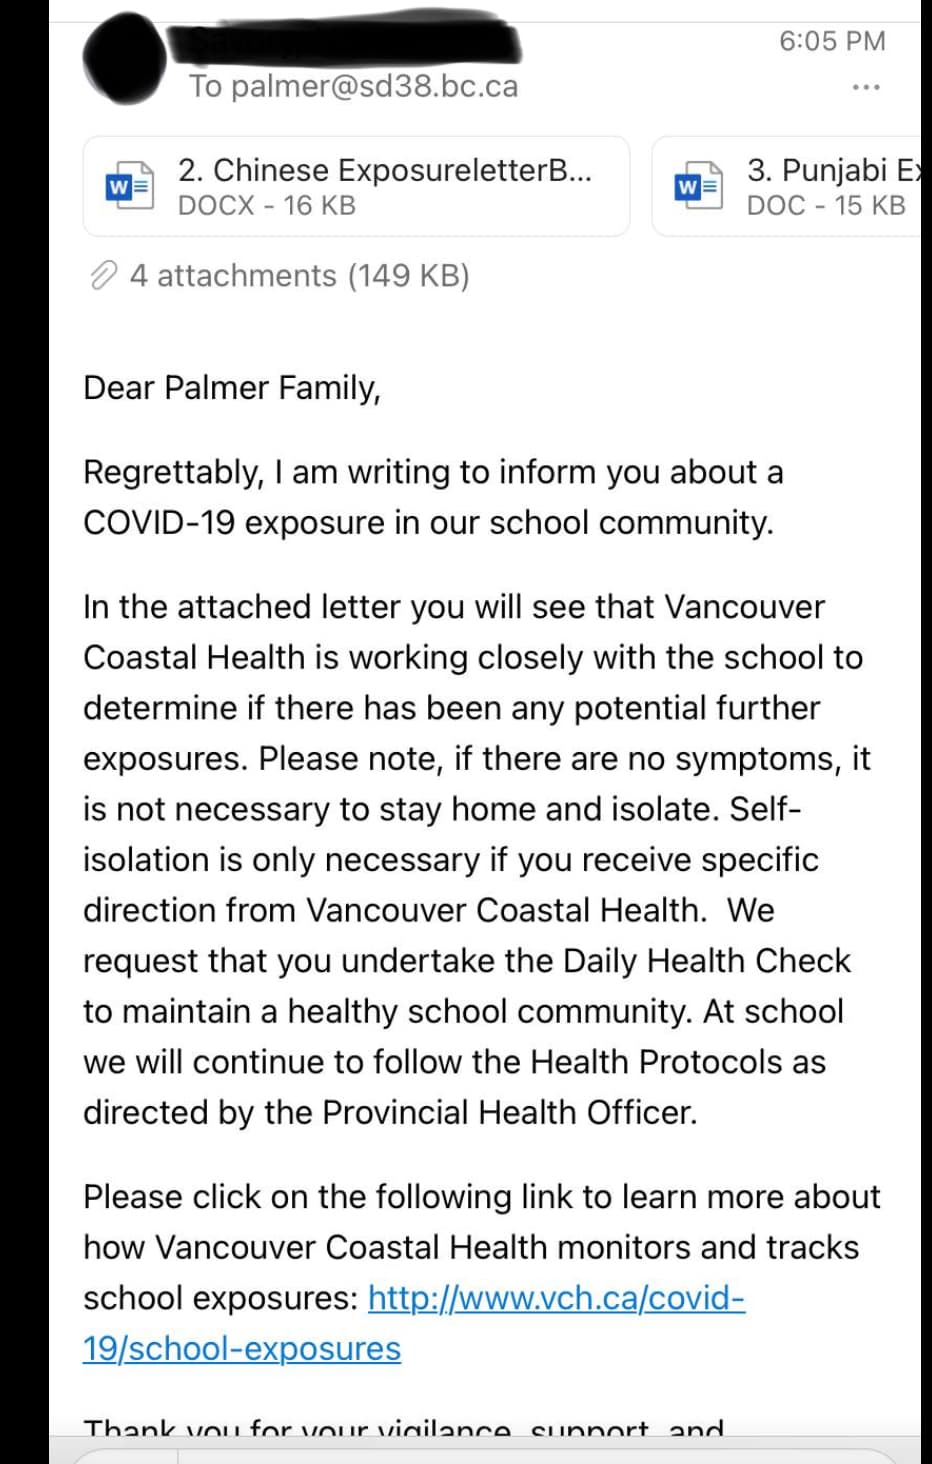 6:05 PM
To palmer@sd38.bc.ca
2. Chinese ExposureletterB...
DOCX - 16 KB
3. Punjabi Ex
DOC - 15 KB
4 attachments (149 KB)
Dear Palmer Family,
Regrettably, I am writing to inform you about a
COVID-19 exposure in our school community.
In the attached letter you will see that Vancouver
Coastal Health is working closely with the school to
determine if there has been any potential further
exposures. Please note, if there are no symptoms, it
is not necessary to stay home and isolate. Self-
isolation is only necessary if you receive specific
direction from Vancouver Coastal Health.  We
request that you undertake the Daily Health Check
to maintain a healthy school community. At school
we will continue to follow the Health Protocols as
directed by the Provincial Health Officer.
Please click on the following link to learn more about
how Vancouver Coastal Health monitors and tracks
school exposures: http://www.vch.ca/covid-
19/school-exposures
Thank you for your vigilance, support, and